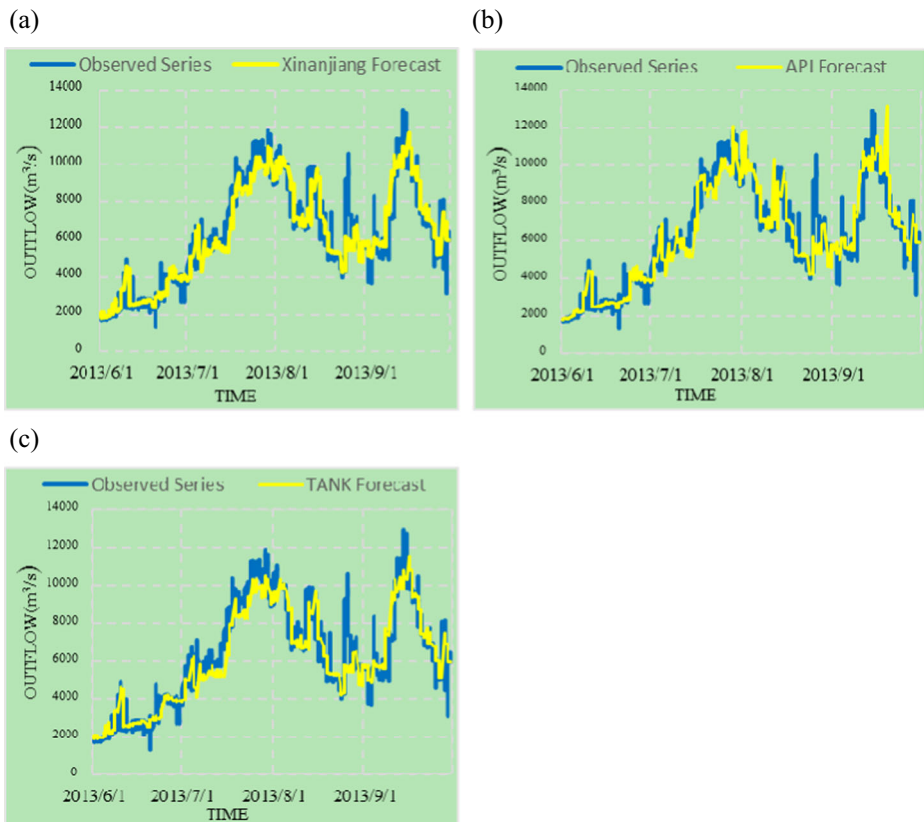 (a)
Observed Series Xinanjiang Forecast
14000
12000
10000
8000
6000
4000
2000
0
OUTFLOW(m³/s)
2013/6/1 2013/7/1 2013/8/1 2013/9/1
TIME
(b)
Observed Series API Forecast
14000
12000
10000
8000
6000
4000
2000
0
OUTFLOW(m³/s)
2013/6/1 2013/7/1 2013/8/1 2013/9/1
TIME
(c)
Observed Series TANK Forecast
14000
12000
10000
8000
6000
4000
2000
0
OUTFLOW(m³/s)
2013/6/1 2013/7/1 2013/8/1 2013/9/1
TIME